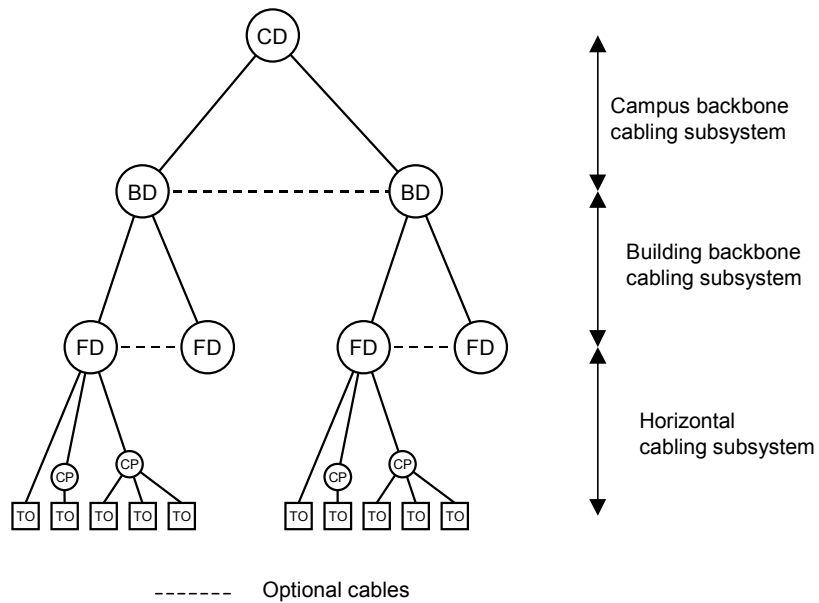 CD
Campus backbone
cabling subsystem
BD BD
Building backbone
cabling subsystem
FD FD FD FD
Horizontal
cabling subsystem
CP CP CP CP
TO TO TO TO TO TO TO TO TO TO
Optional cables